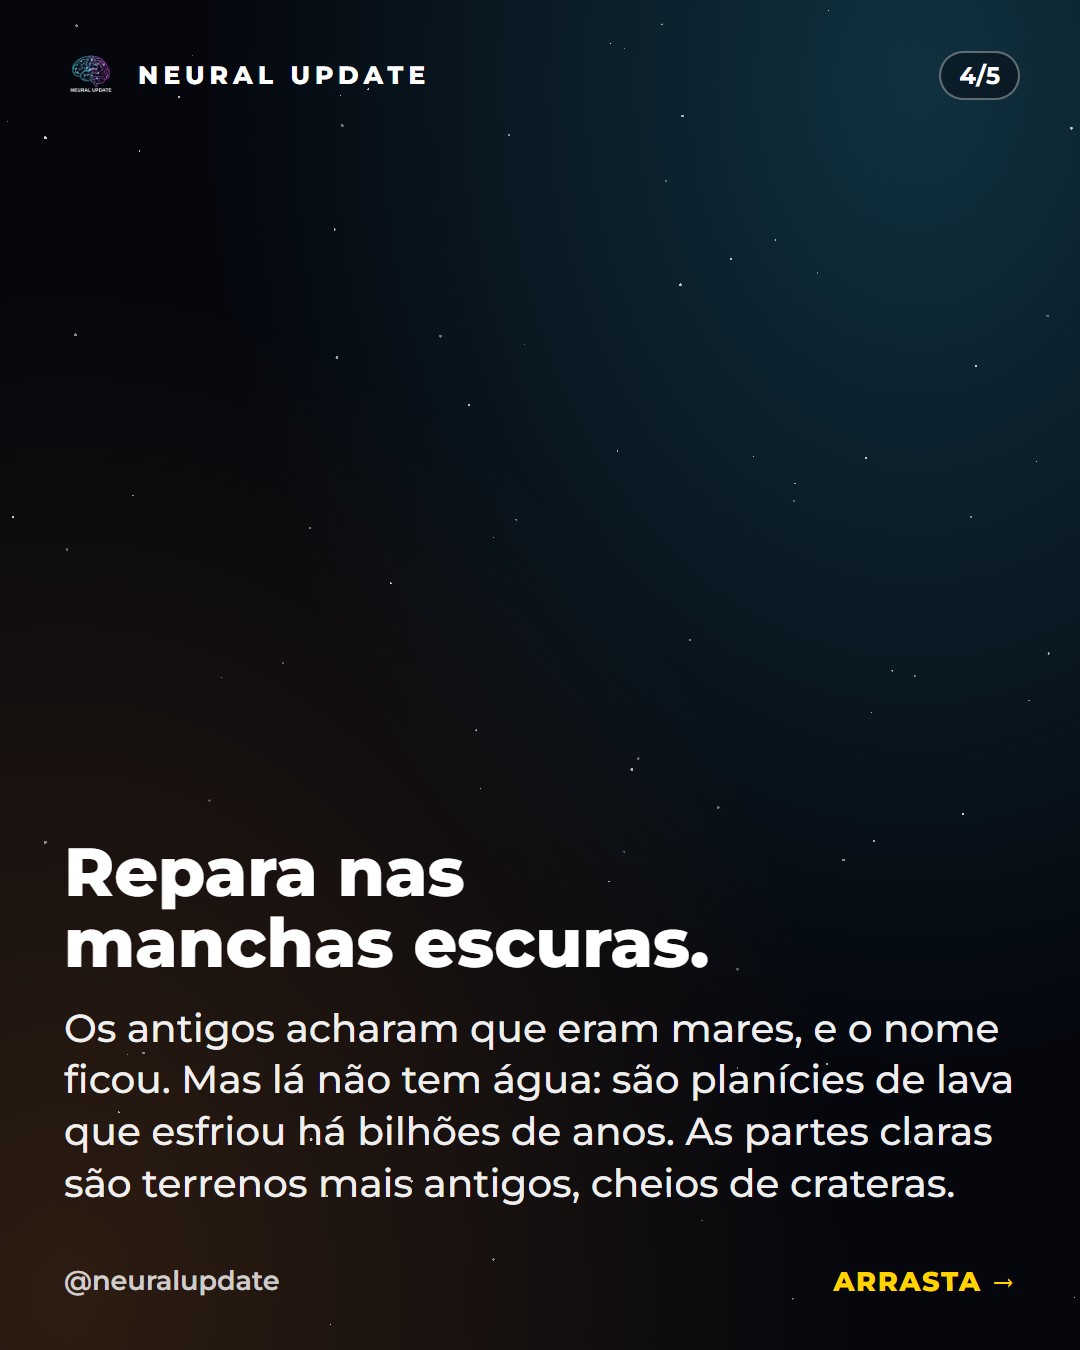 NEURAL UPDATE
NEURAL UPDATE
4/5
Repara nas
manchas escuras.
Os antigos acharam que eram mares, e o nome
ficou. Mas lá não tem água: são planícies de lava
que esfriou há bilhões de anos. As partes claras
são terrenos mais antigos, cheios de crateras.
@neuralupdate
ARRASTA →